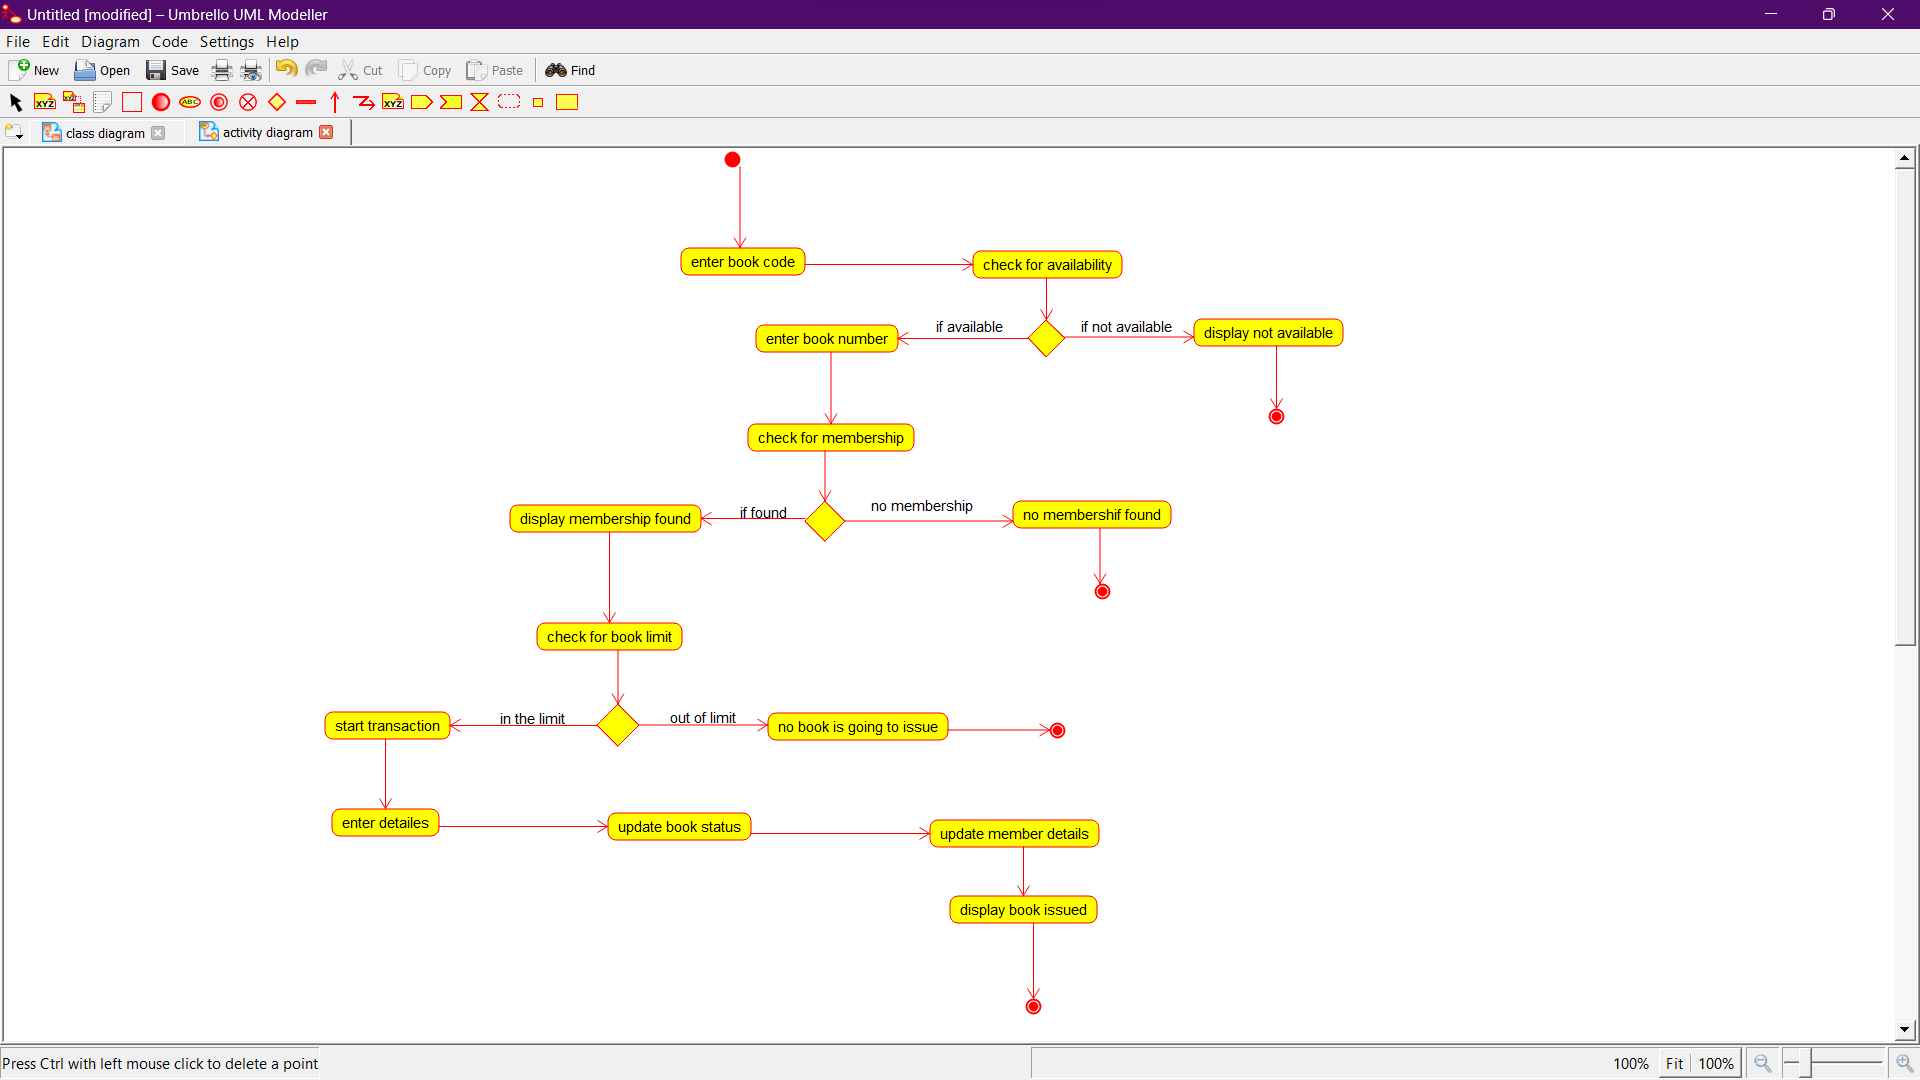 Untitled [modified] – Umbrello UML Modeller
File Edit Diagram Code Settings Help
New Open Save Cut Copy Paste Find
XYZ XYZ ABC XYZ
class diagram activity diagram
enter book code
check for availability
enter book number
if available
if not available
display not available
check for membership
display membership found
if found
no membership
no membershif found
check for book limit
start transaction
in the limit
out of limit
no book is going to issue
enter detailes
update book status
update member details
display book issued
Press Ctrl with left mouse click to delete a point
100% Fit 100%